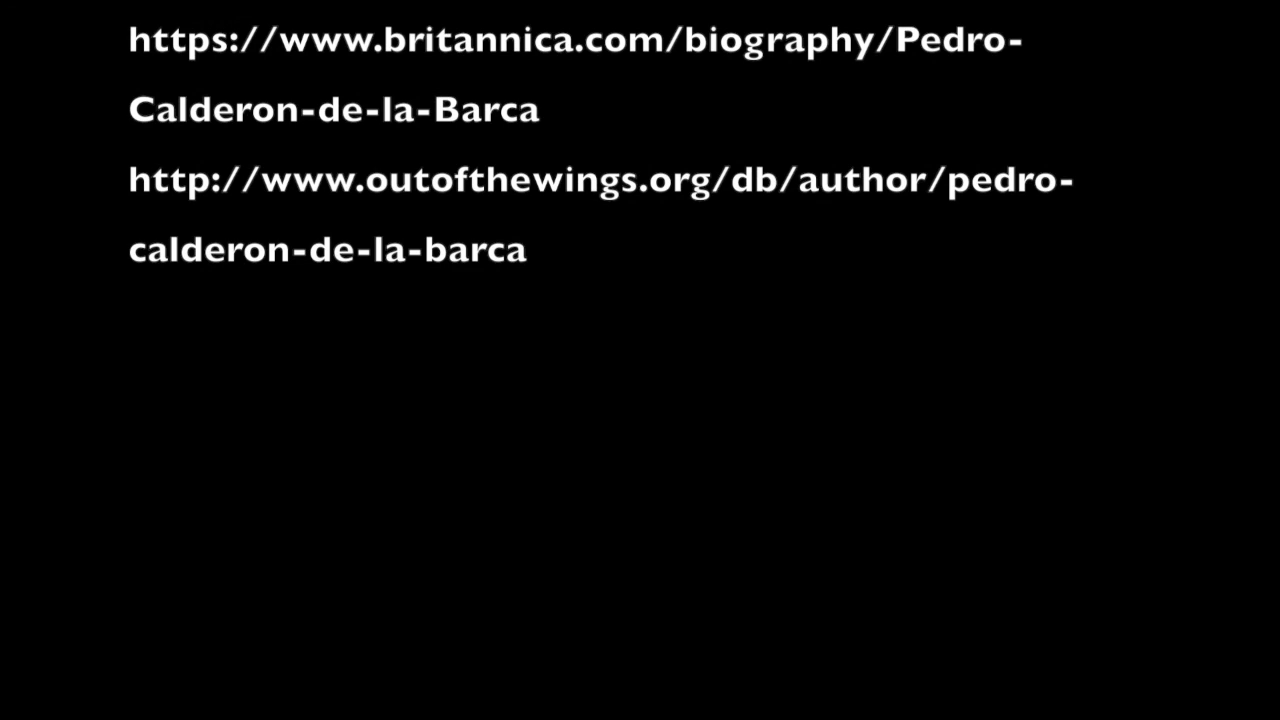 https://www.britannica.com/biography/Pedro-
Calderon-de-la-Barca
http://www.outofthewings.org/db/author/pedro-
calderon-de-la-barca